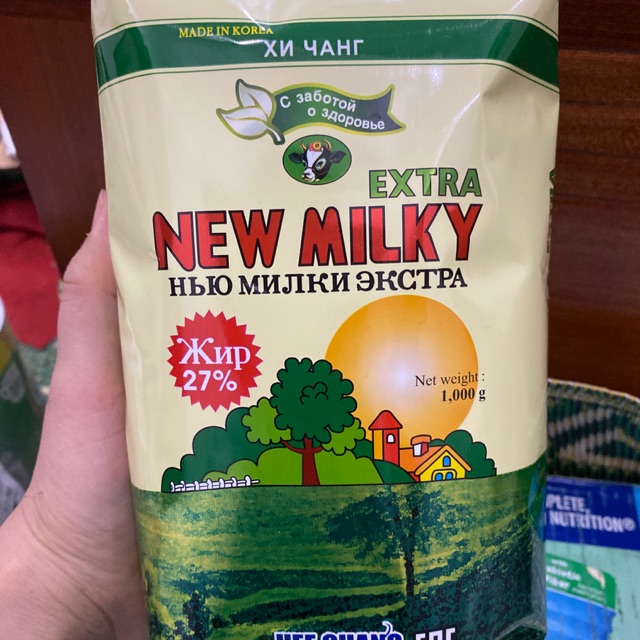 MADE IN KOREA
ХИ ЧАНГ
С заботой
о здоровье
EXTRA
NEW MILKY
НЬЮ МИЛКИ ЭКСТРА
Жир
27%
Net weight :
1,000 g
NUTRITION®